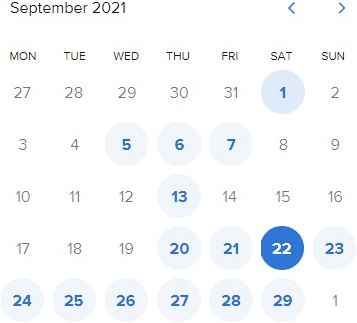 September 2021
MON TUE WED THU FRI SAT SUN
27 28 29 30 31 1 2
3 4 5 6 7 8 9
10 11 12 13 14 15 16
17 18 19 20 21 22 23
24 25 26 27 28 29 1